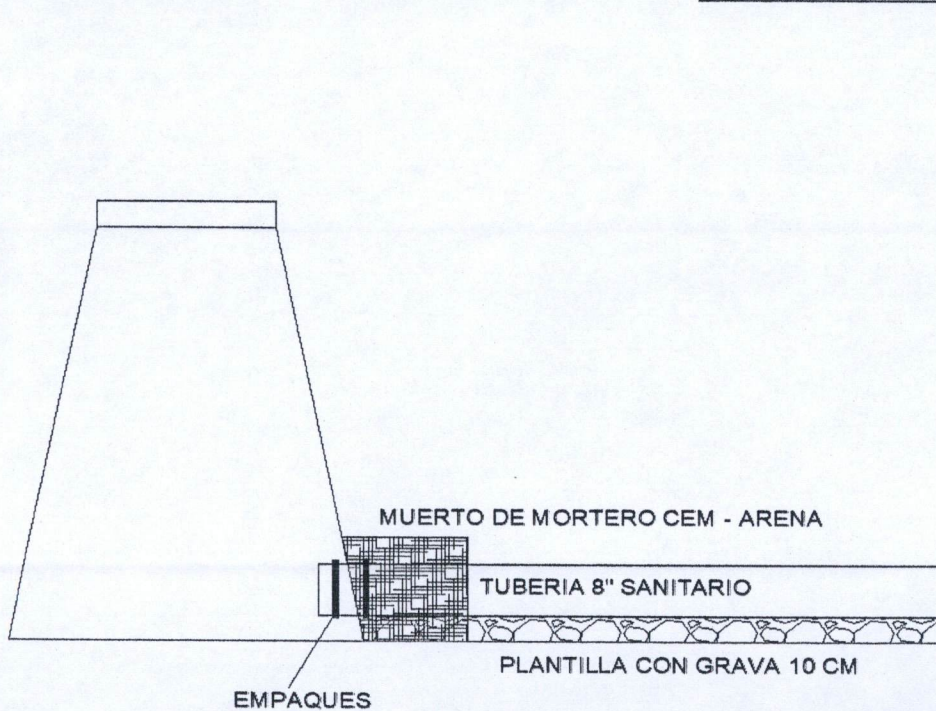 MUERTO DE MORTERO CEM - ARENA
TUBERIA 8" SANITARIO
PLANTILLA CON GRAVA 10 CM
EMPAQUES